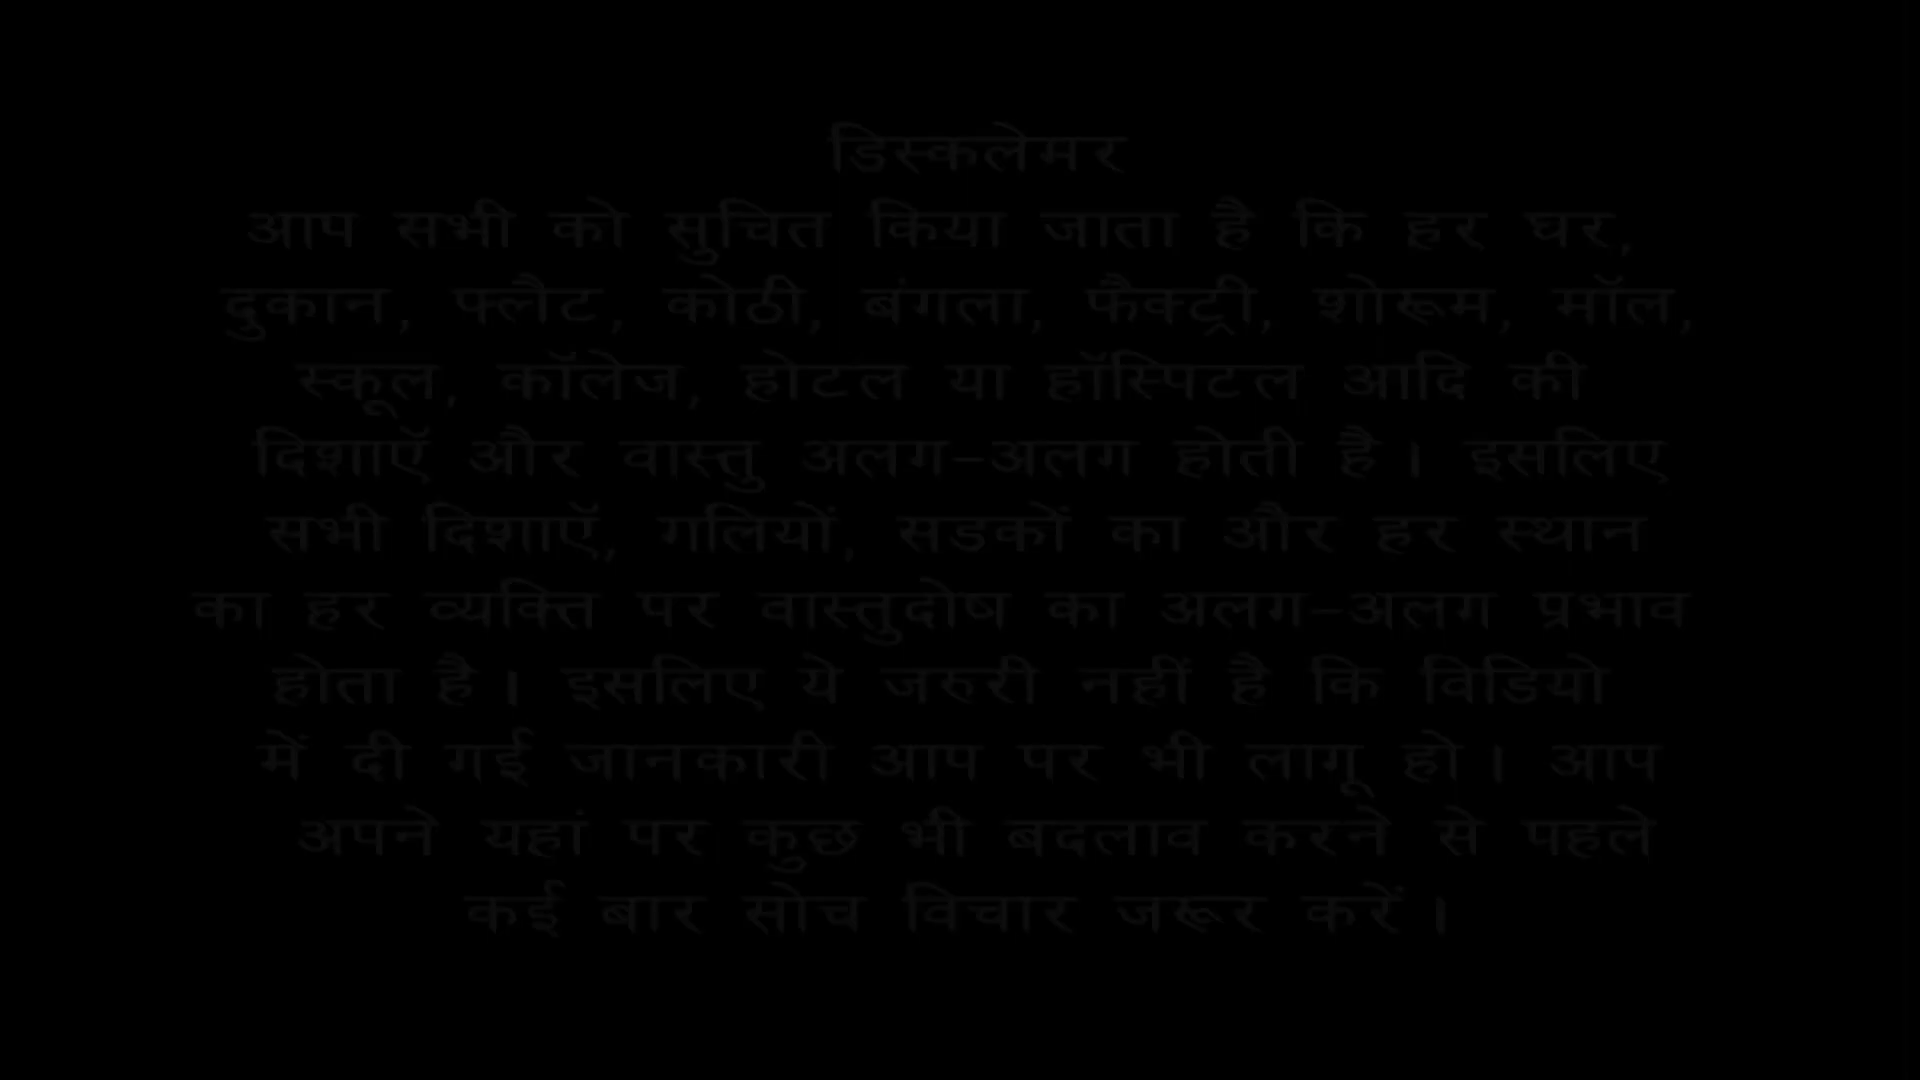 डिस्कलेमर
आप सभी को सुचित किया जाता है कि हर घर,
दुकान, फ्लैट, कोठी, बंगला, फैक्ट्री, शोरूम, मॉल,
स्कूल, कॉलेज, होटल या हॉस्पिटल आदि की
दिशाऍ और वास्तु अलग–अलग होती है। इसलिए
सभी दिशाऍ, गलियों, सडकों का और हर स्थान
का हर व्यक्ति पर वास्तुदोष का अलग–अलग प्रभाव
होता है। इसलिए ये जरुरी नहीं है कि विडियो
में दी गई जानकारी आप पर भी लागू हो। आप
अपने यहां पर कुछ भी बदलाव करने से पहले
कई बार सोच विचार जरूर करें।